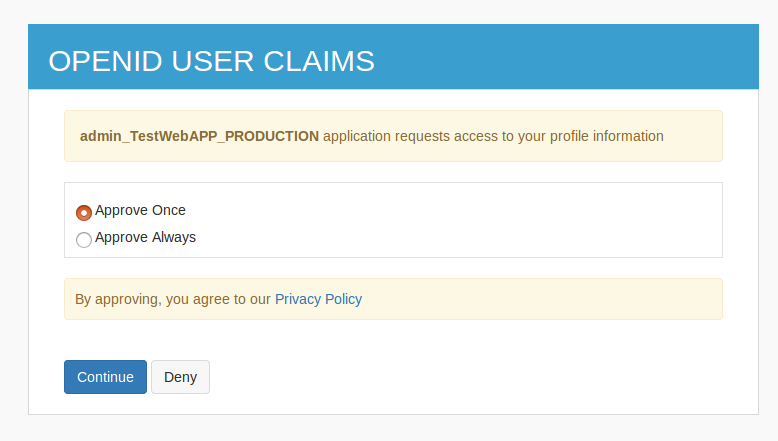 OPENID USER CLAIMS
admin_TestWebAPP_PRODUCTION application requests access to your profile information
Approve Once
Approve Always
By approving, you agree to our Privacy Policy
Continue Deny